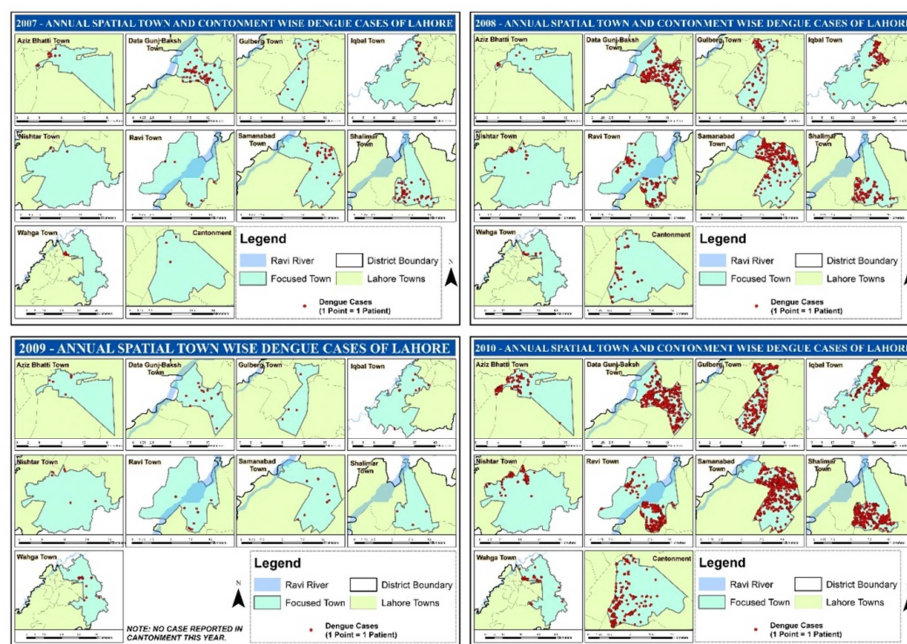 2007 - ANNUAL SPATIAL TOWN AND CONTONMENT WISE DENGUE CASES OF LAHORE
Aziz Bhatti Town
Data Gunj-Baksh
Town
Gulberg Town
Iqbal Town
Nishtar Town
Ravi Town
Samanabad
Town
Shalimar
Town
Wahga Town
Cantonment
Legend
Ravi River
District Boundary
Focused Town
Lahore Towns
Dengue Cases
(1 Point = 1 Patient)
N
2008 - ANNUAL SPATIAL TOWN AND CONTONMENT WISE DENGUE CASES OF LAHORE
Aziz Bhatti Town
Data Gunj-Baksh
Town
Gulberg Town
Iqbal Town
Nishtar Town
Ravi Town
Samanabad
Town
Shalimar
Town
Wahga Town
Cantonment
Legend
Ravi River
District Boundary
Focused Town
Lahore Towns
Dengue Cases
(1 Point = 1 Patient)
2009 - ANNUAL SPATIAL TOWN WISE DENGUE CASES OF LAHORE
Aziz Bhatti Town
Data Gunj-Baksh
Town
Gulberg Town
Iqbal Town
Nishtar Town
Ravi Town
Samanabad
Town
Shalimar
Town
Wahga Town
NOTE: NO CASE REPORTED IN
CANTONMENT THIS YEAR.
N
Legend
Ravi River
District Boundary
Focused Town
Lahore Towns
Dengue Cases
(1 Point = 1 Patient)
2010 - ANNUAL SPATIAL TOWN AND CONTONMENT WISE DENGUE CASES OF LAHORE
Aziz Bhatti Town
Data Gunj-Baksh
Town
Gulberg Town
Iqbal Town
Nishtar Town
Ravi Town
Samanabad
Town
Shalimar
Town
Wahga Town
Cantonment
Legend
Ravi River
District Boundary
Focused Town
Lahore Towns
Dengue Cases
(1 Point = 1 Patient)